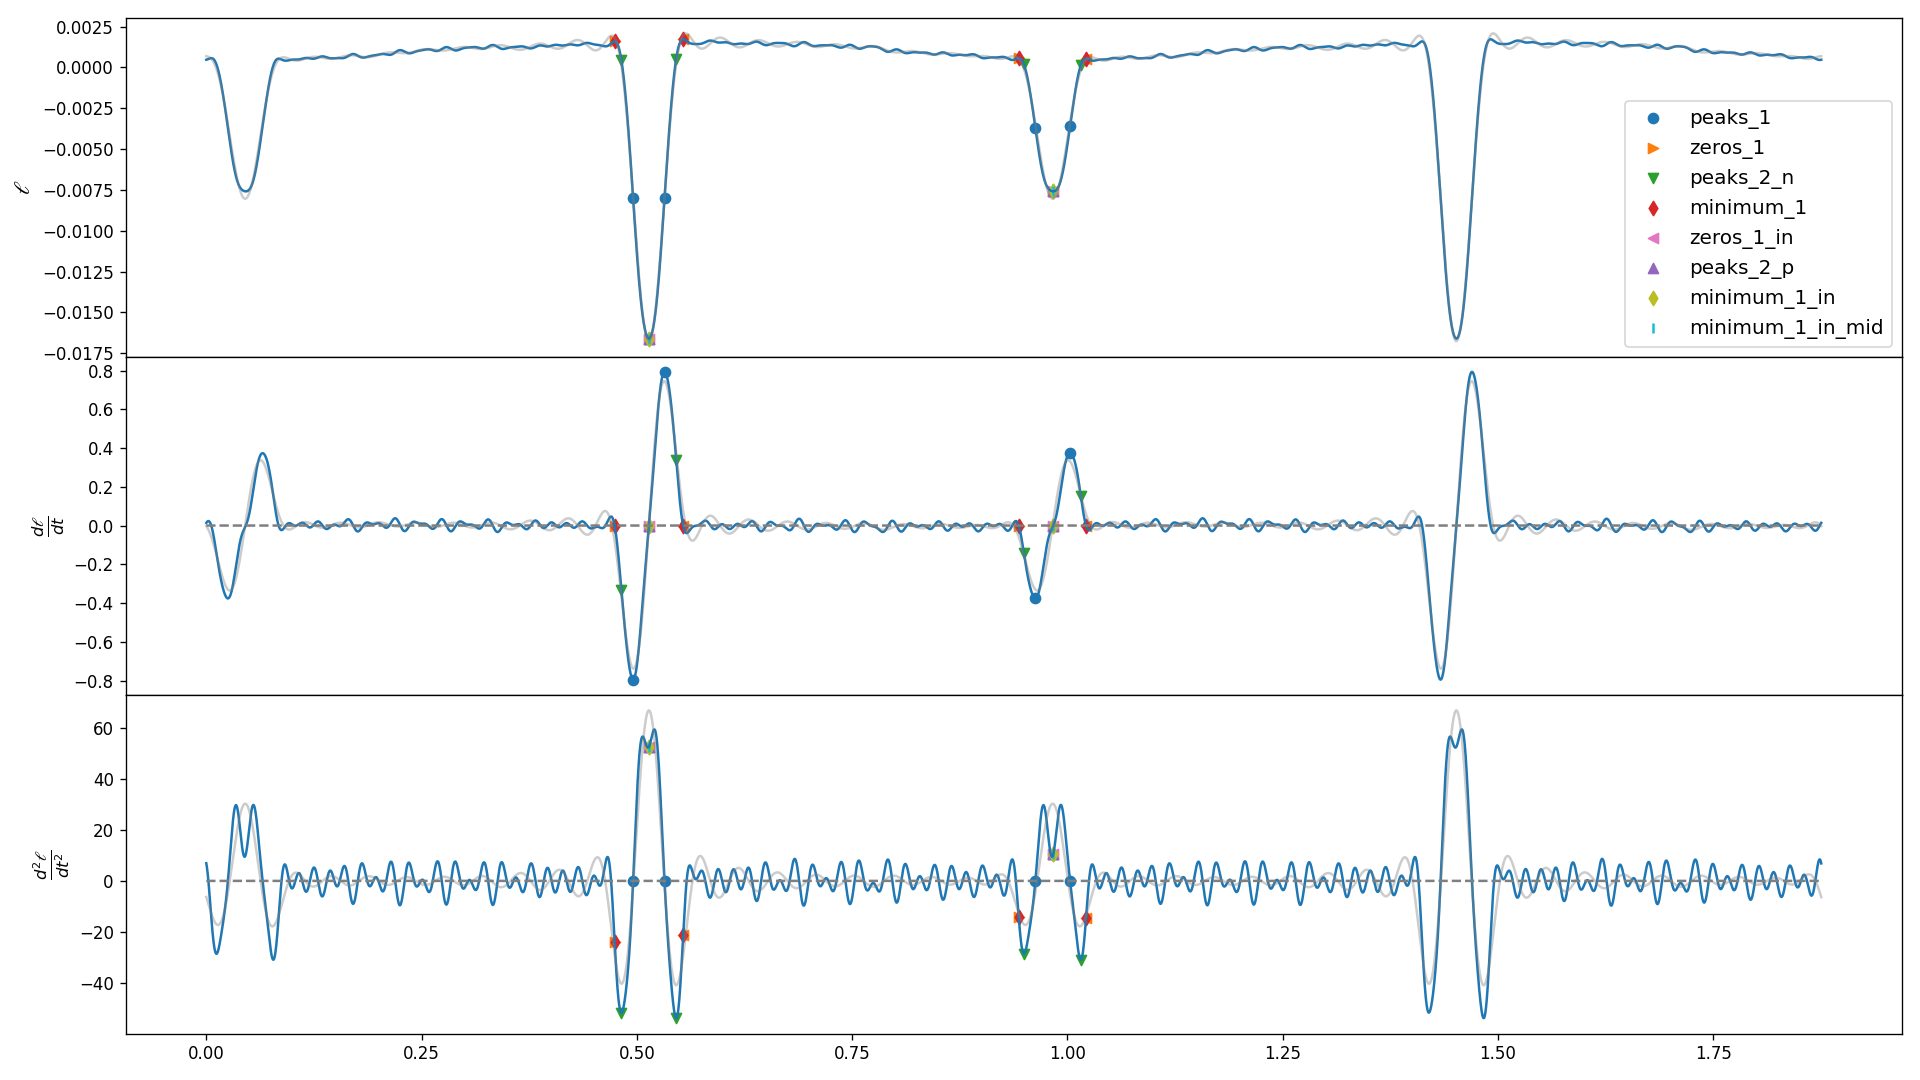 0.0025
0.0000
−0.0025
−0.0050
−0.0075
−0.0100
−0.0125
−0.0150
−0.0175
ℓ
peaks_1
zeros_1
peaks_2_n
minimum_1
zeros_1_in
peaks_2_p
minimum_1_in
minimum_1_in_mid
0.8
0.6
0.4
0.2
0.0
−0.2
−0.4
−0.6
−0.8
dℓ
dt
60
40
20
0
−20
−40
d²ℓ
dt²
0.00 0.25 0.50 0.75 1.00 1.25 1.50 1.75